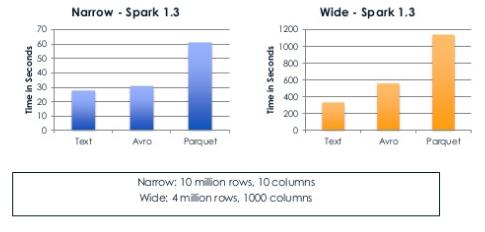 Narrow - Spark 1.3
Time in Seconds
70
60
50
40
30
20
10
0
Text Avro Parquet
Wide - Spark 1.3
Time in Seconds
1200
1000
800
600
400
200
0
Text Avro Parquet
Narrow: 10 million rows, 10 columns
Wide: 4 million rows, 1000 columns